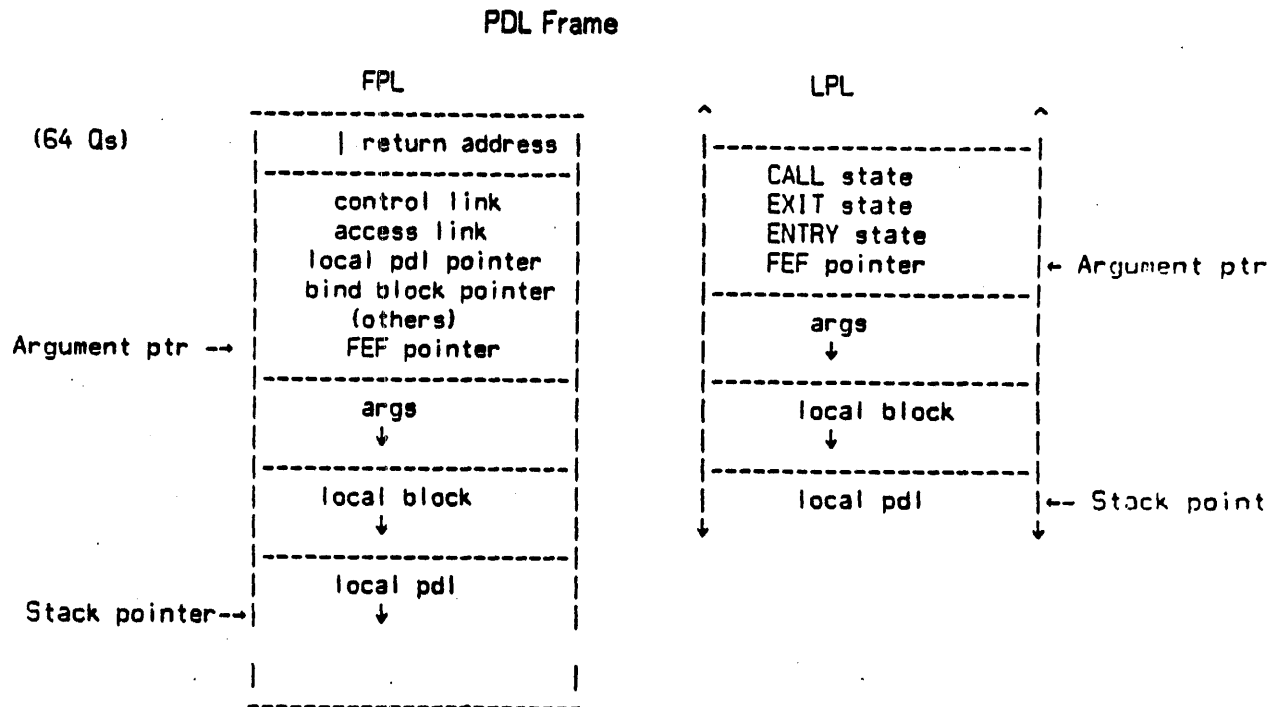 PDL Frame
FPL
(64 Qs)
| return address
control link
access link
local pdl pointer
bind block pointer
(others)
Argument ptr --→ FEF pointer
args
↓
local block
↓
local pdl
Stack pointer--→ ↓
LPL
CALL state
EXIT state
ENTRY state
FEF pointer ← Argument ptr
args
↓
local block
↓
local pdl ←-- Stack point